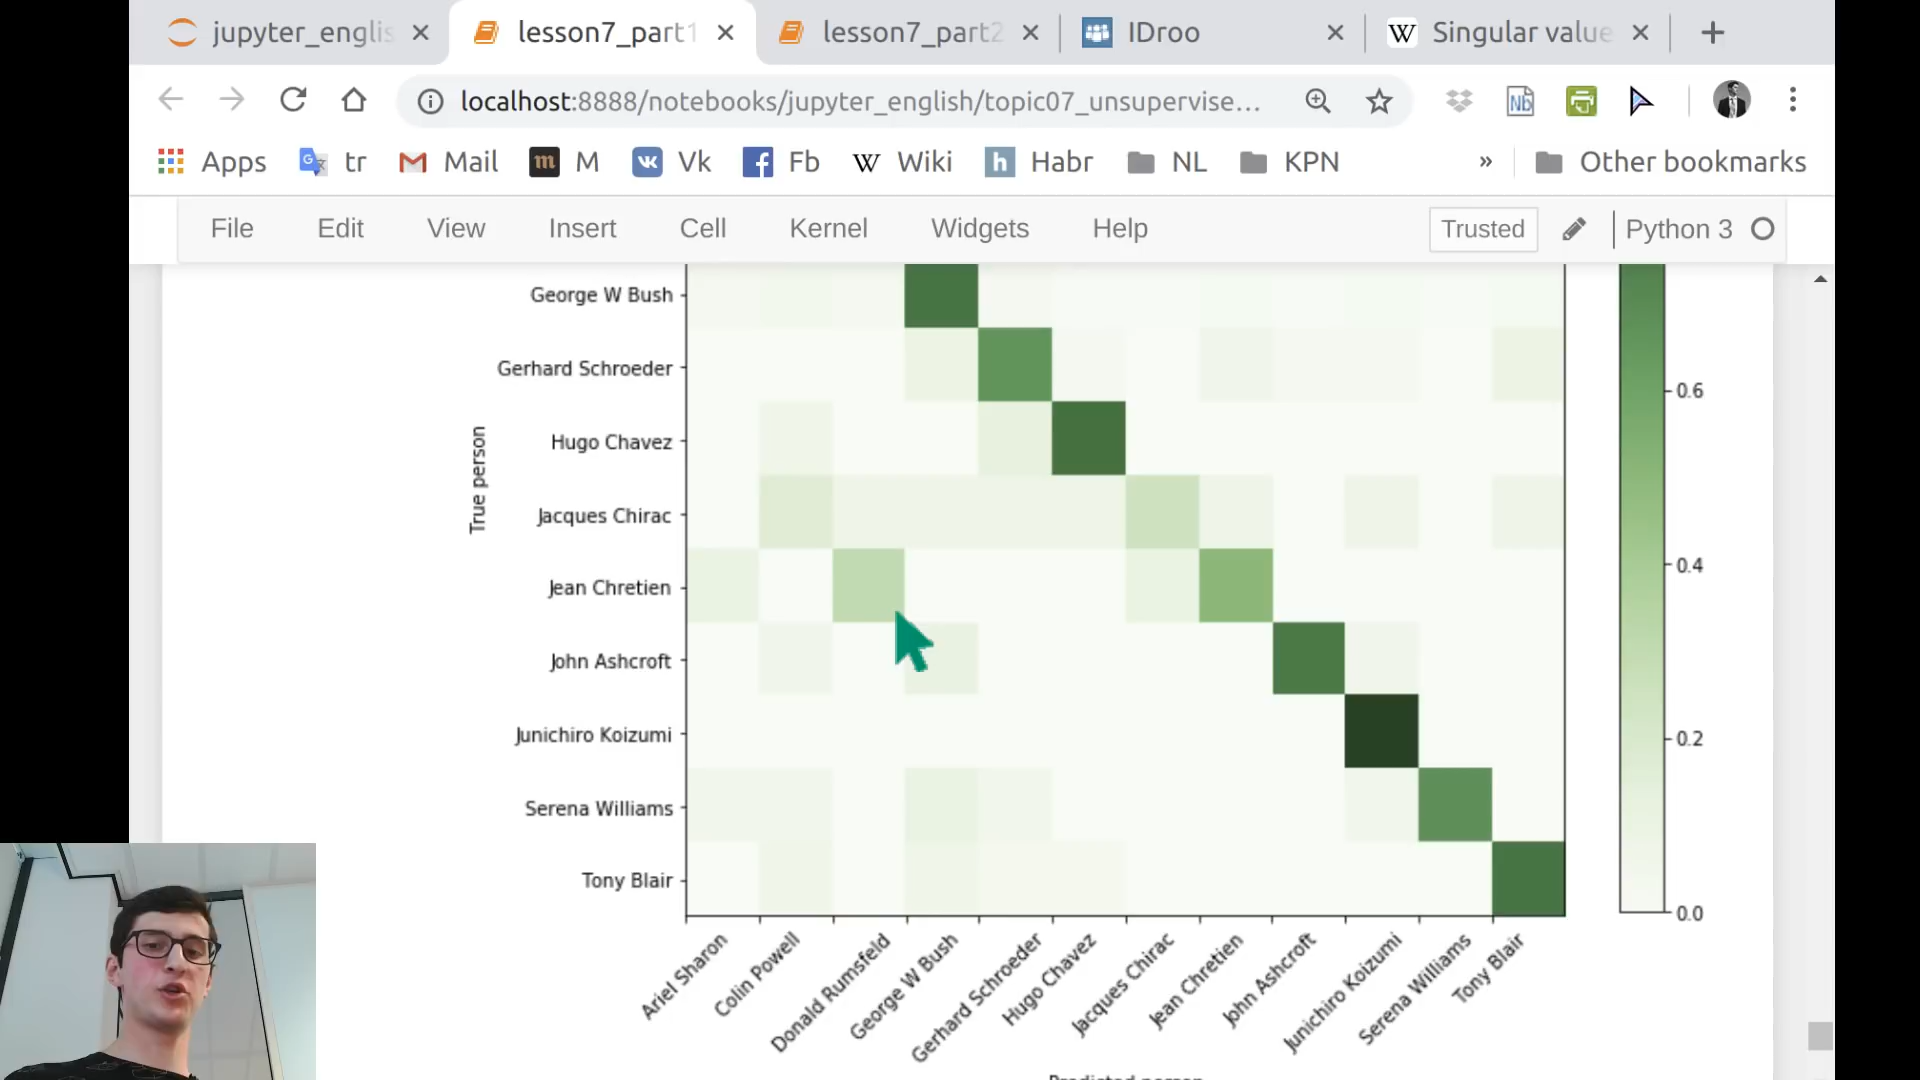 jupyter_englis
lesson7_part1
lesson7_part2
IDroo
W Singular value
localhost:8888/notebooks/jupyter_english/topic07_unsupervise...
Nb
Apps tr Mail m M Vk Fb W Wiki h Habr NL KPN » Other bookmarks
File Edit View Insert Cell Kernel Widgets Help Trusted Python 3
George W Bush
Gerhard Schroeder
Hugo Chavez
Jacques Chirac
Jean Chretien
John Ashcroft
Junichiro Koizumi
Serena Williams
Tony Blair
True person
0.6
0.4
0.2
0.0
Ariel Sharon
Colin Powell
Donald Rumsfeld
George W Bush
Gerhard Schroeder
Hugo Chavez
Jacques Chirac
Jean Chretien
John Ashcroft
Junichiro Koizumi
Serena Williams
Tony Blair
Predicted person